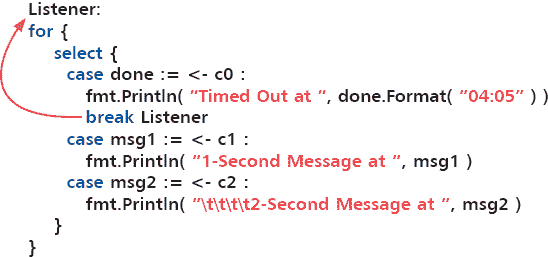 Listener:
for {
select {
case done := <- c0 :
fmt.Println( "Timed Out at ", done.Format( "04:05" ) )
break Listener
case msg1 := <- c1 :
fmt.Println( "1-Second Message at ", msg1 )
case msg2 := <- c2 :
fmt.Println( "\t\t\t\t2-Second Message at ", msg2 )
}
}